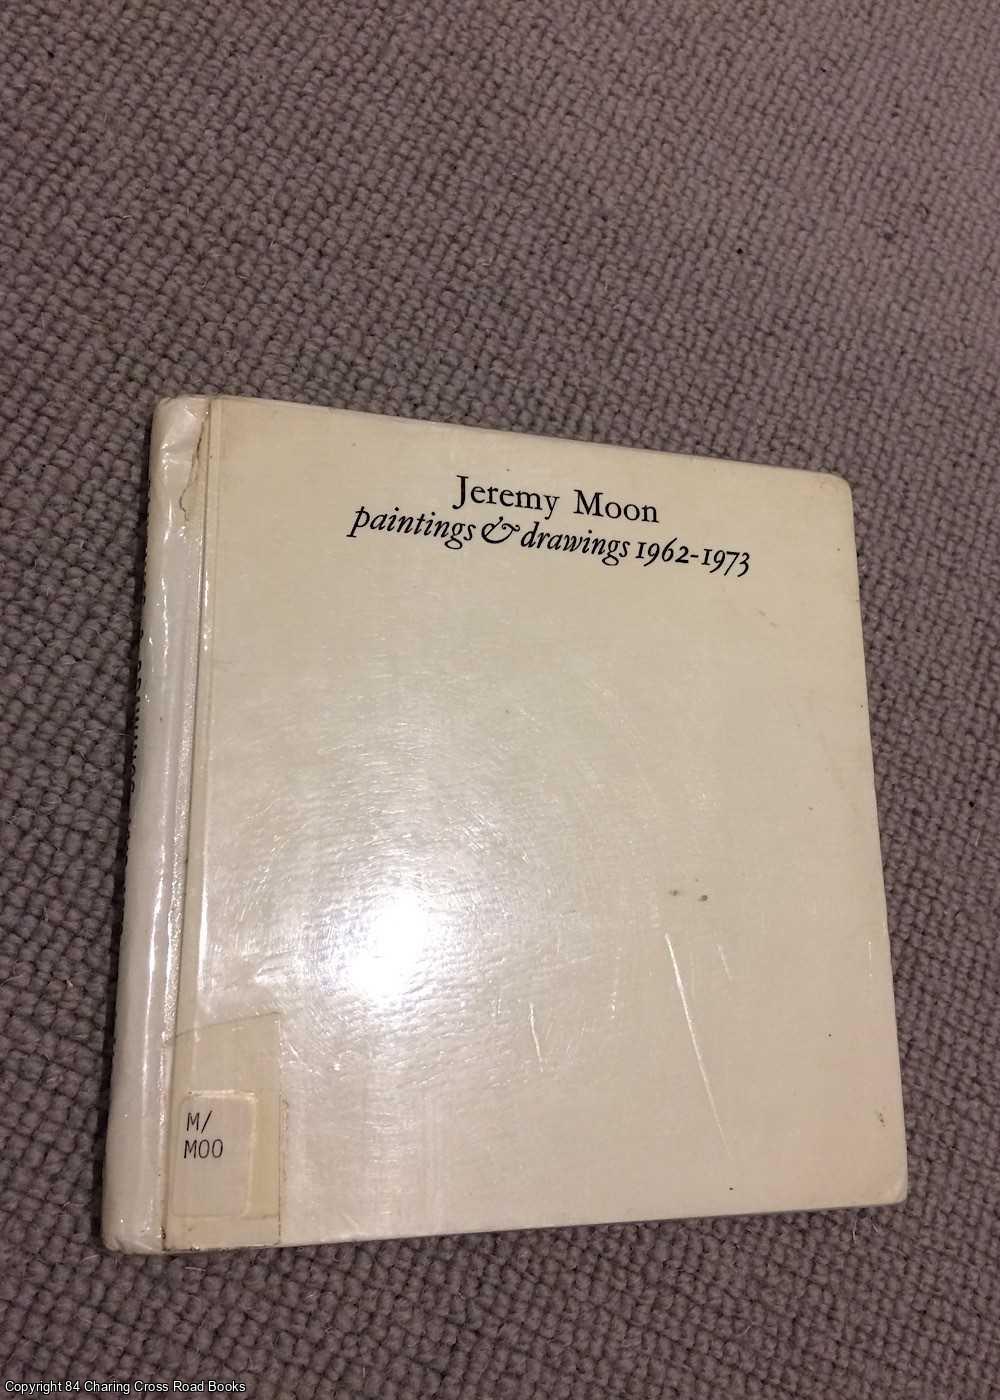 Jeremy Moon
paintings & drawings 1962-1973
M/
MOO
Copyright 84 Charing Cross Road Books